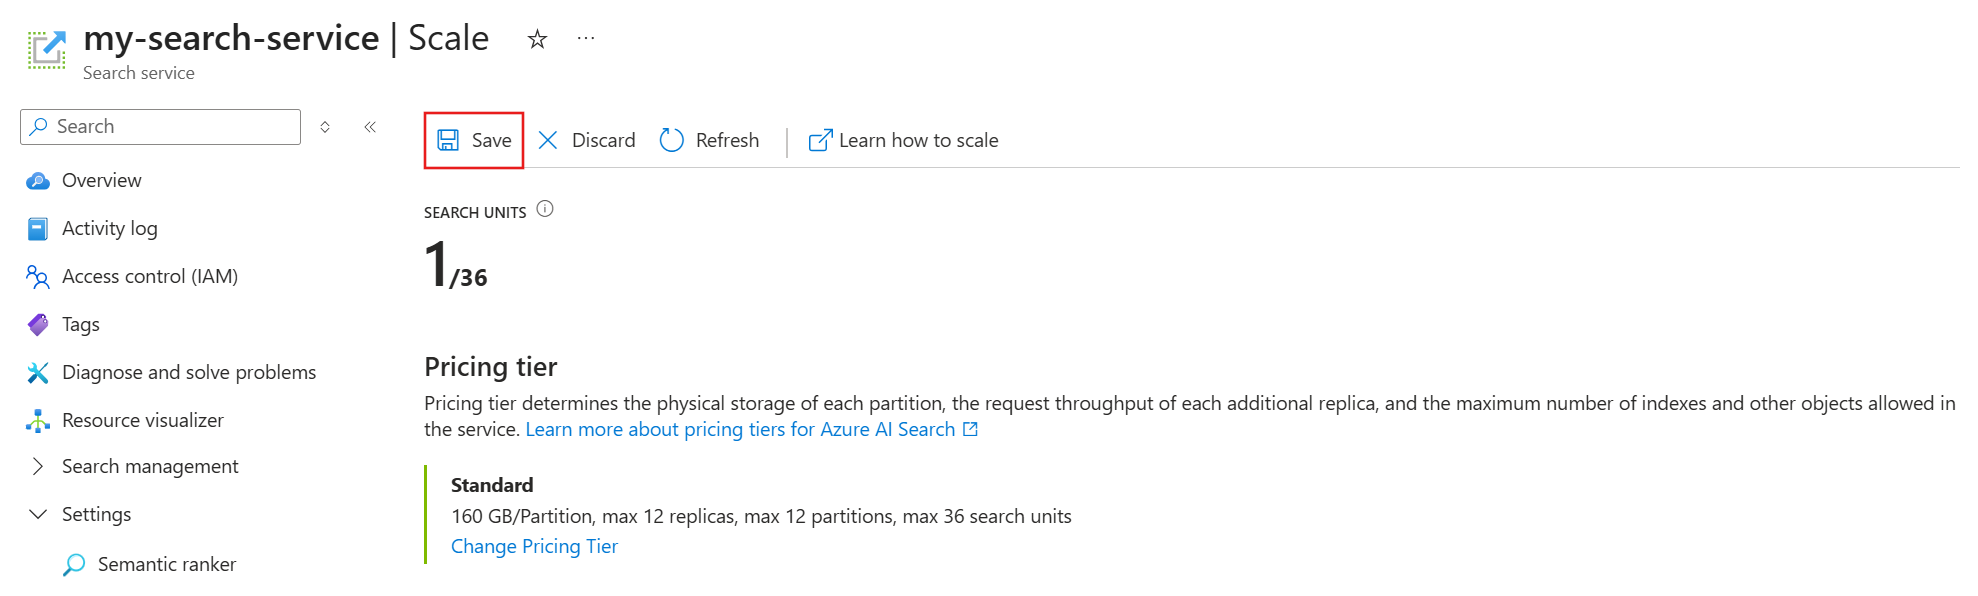 my-search-service | Scale
Search service
Search
Overview
Activity log
Access control (IAM)
Tags
Diagnose and solve problems
Resource visualizer
Search management
Settings
Semantic ranker
Save
Discard
Refresh
Learn how to scale
SEARCH UNITS
1/36
Pricing tier
Pricing tier determines the physical storage of each partition, the request throughput of each additional replica, and the maximum number of indexes and other objects allowed in
the service. Learn more about pricing tiers for Azure AI Search
Standard
160 GB/Partition, max 12 replicas, max 12 partitions, max 36 search units
Change Pricing Tier